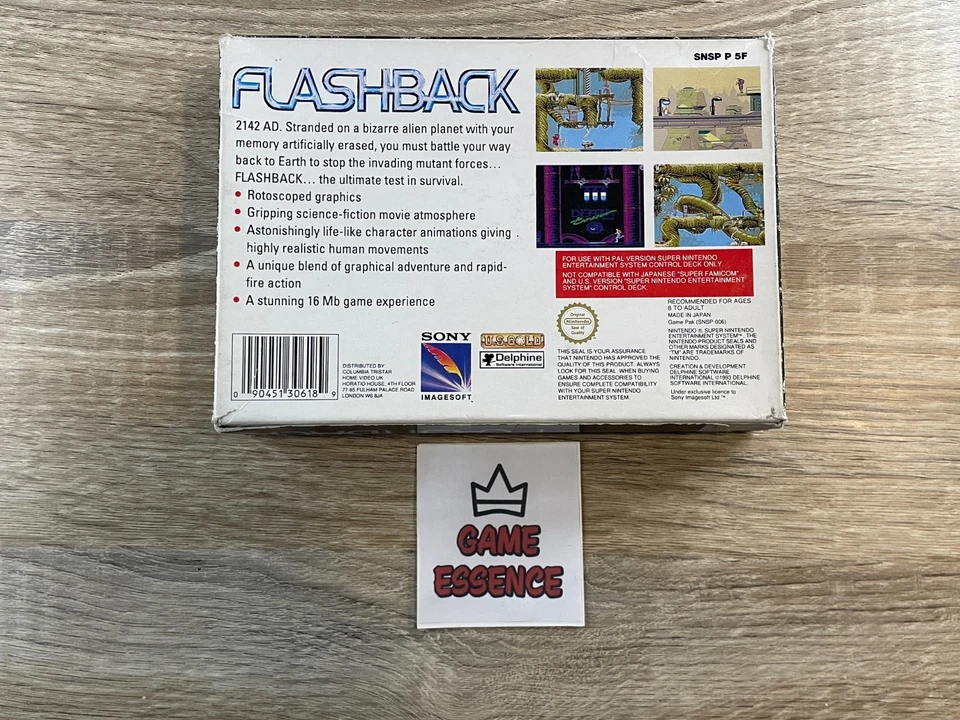 SNSP P 5F
FLASHBACK
2142 AD. Stranded on a bizarre alien planet with your
memory artificially erased, you must battle your way
back to Earth to stop the invading mutant forces...
FLASHBACK... the ultimate test in survival.
• Rotoscoped graphics
• Gripping science-fiction movie atmosphere
• Astonishingly life-like character animations giving
highly realistic human movements
• A unique blend of graphical adventure and rapid-
fire action
• A stunning 16 Mb game experience
FOR USE WITH PAL VERSION SUPER NINTENDO
ENTERTAINMENT SYSTEM CONTROL DECK ONLY
NOT COMPATIBLE WITH JAPANESE "SUPER FAMICOM"
AND U.S. VERSION "SUPER NINTENDO ENTERTAINMENT
SYSTEM" CONTROL DECK
0 90451 30618 9
DISTRIBUTED BY
COLUMBIA TRISTAR
HOME VIDEO UK
HORATIO HOUSE, 4TH FLOOR
77-85 FULHAM PALACE ROAD
LONDON W6 8JA
SONY
IMAGESOFT
U.S. GOLD
Delphine
Software International
Original
Nintendo
Seal of
Quality
THIS SEAL IS YOUR ASSURANCE
THAT NINTENDO HAS APPROVED THE
QUALITY OF THIS PRODUCT. ALWAYS
LOOK FOR THIS SEAL WHEN BUYING
GAMES AND ACCESSORIES TO
ENSURE COMPLETE COMPATIBILITY
WITH YOUR SUPER NINTENDO
ENTERTAINMENT SYSTEM.
RECOMMENDED FOR AGES
8 TO ADULT
MADE IN JAPAN
Game Pak (SNSP 006)
NINTENDO ®, SUPER NINTENDO
ENTERTAINMENT SYSTEM™, THE
NINTENDO PRODUCT SEALS AND
OTHER MARKS DESIGNATED AS
"TM" ARE TRADEMARKS OF
NINTENDO.
CREATION & DEVELOPMENT
DELPHINE SOFTWARE
INTERNATIONAL ©1993 DELPHINE
SOFTWARE INTERNATIONAL.
Under exclusive licence to
Sony Imagesoft Ltd ™
GAME
ESSENCE